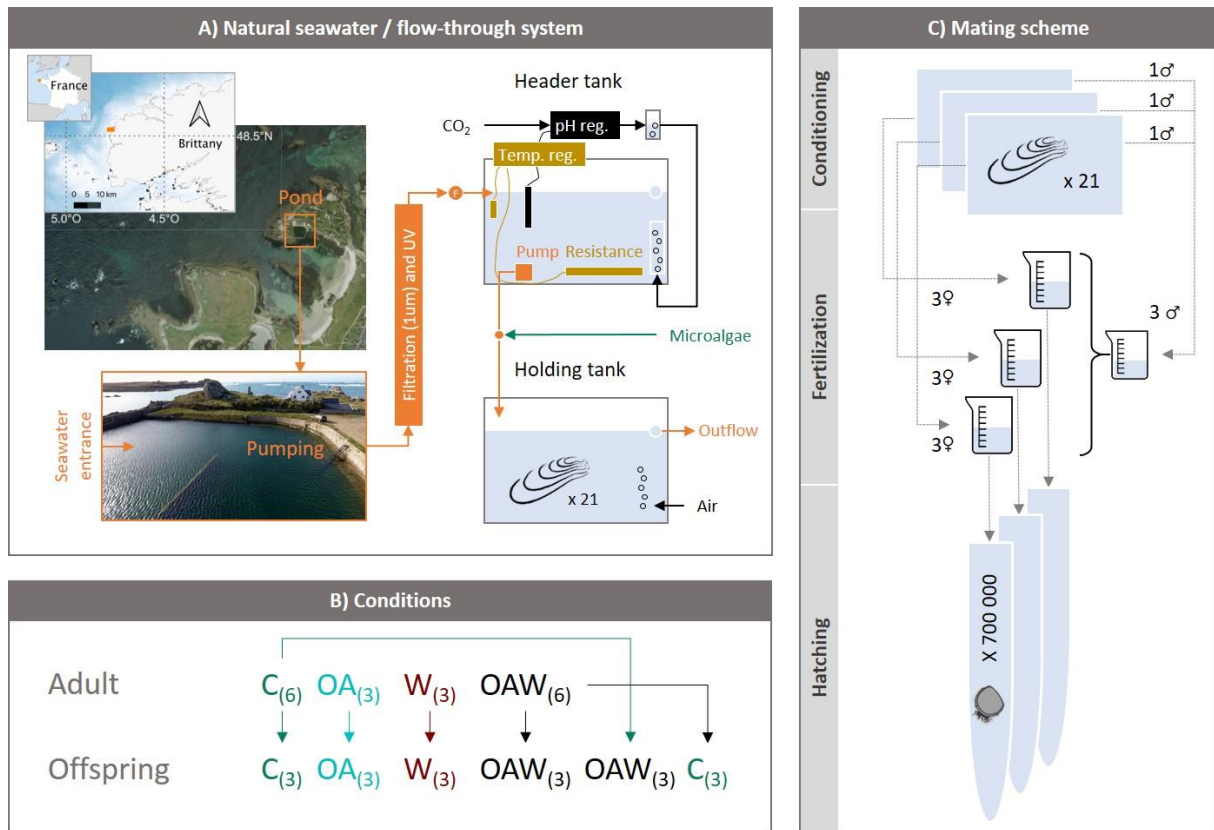 A) Natural seawater / flow-through system
France
Brittany
48.5°N
0 5 10 km
5.0°O
4.5°O
Pond
Seawater
entrance
Pumping
Filtration (1um) and UV
F
Header tank
CO₂
pH reg.
Temp. reg.
Pump
Resistance
Microalgae
Holding tank
Outflow
x 21
Air
B) Conditions
Adult
C(6) OA(3) W(3) OAW(6)
Offspring
C(3) OA(3) W(3) OAW(3) OAW(3) C(3)
C) Mating scheme
Conditioning
1♂
1♂
1♂
x 21
Fertilization
3♀
3♀
3♀
3 ♂
Hatching
X 700 000